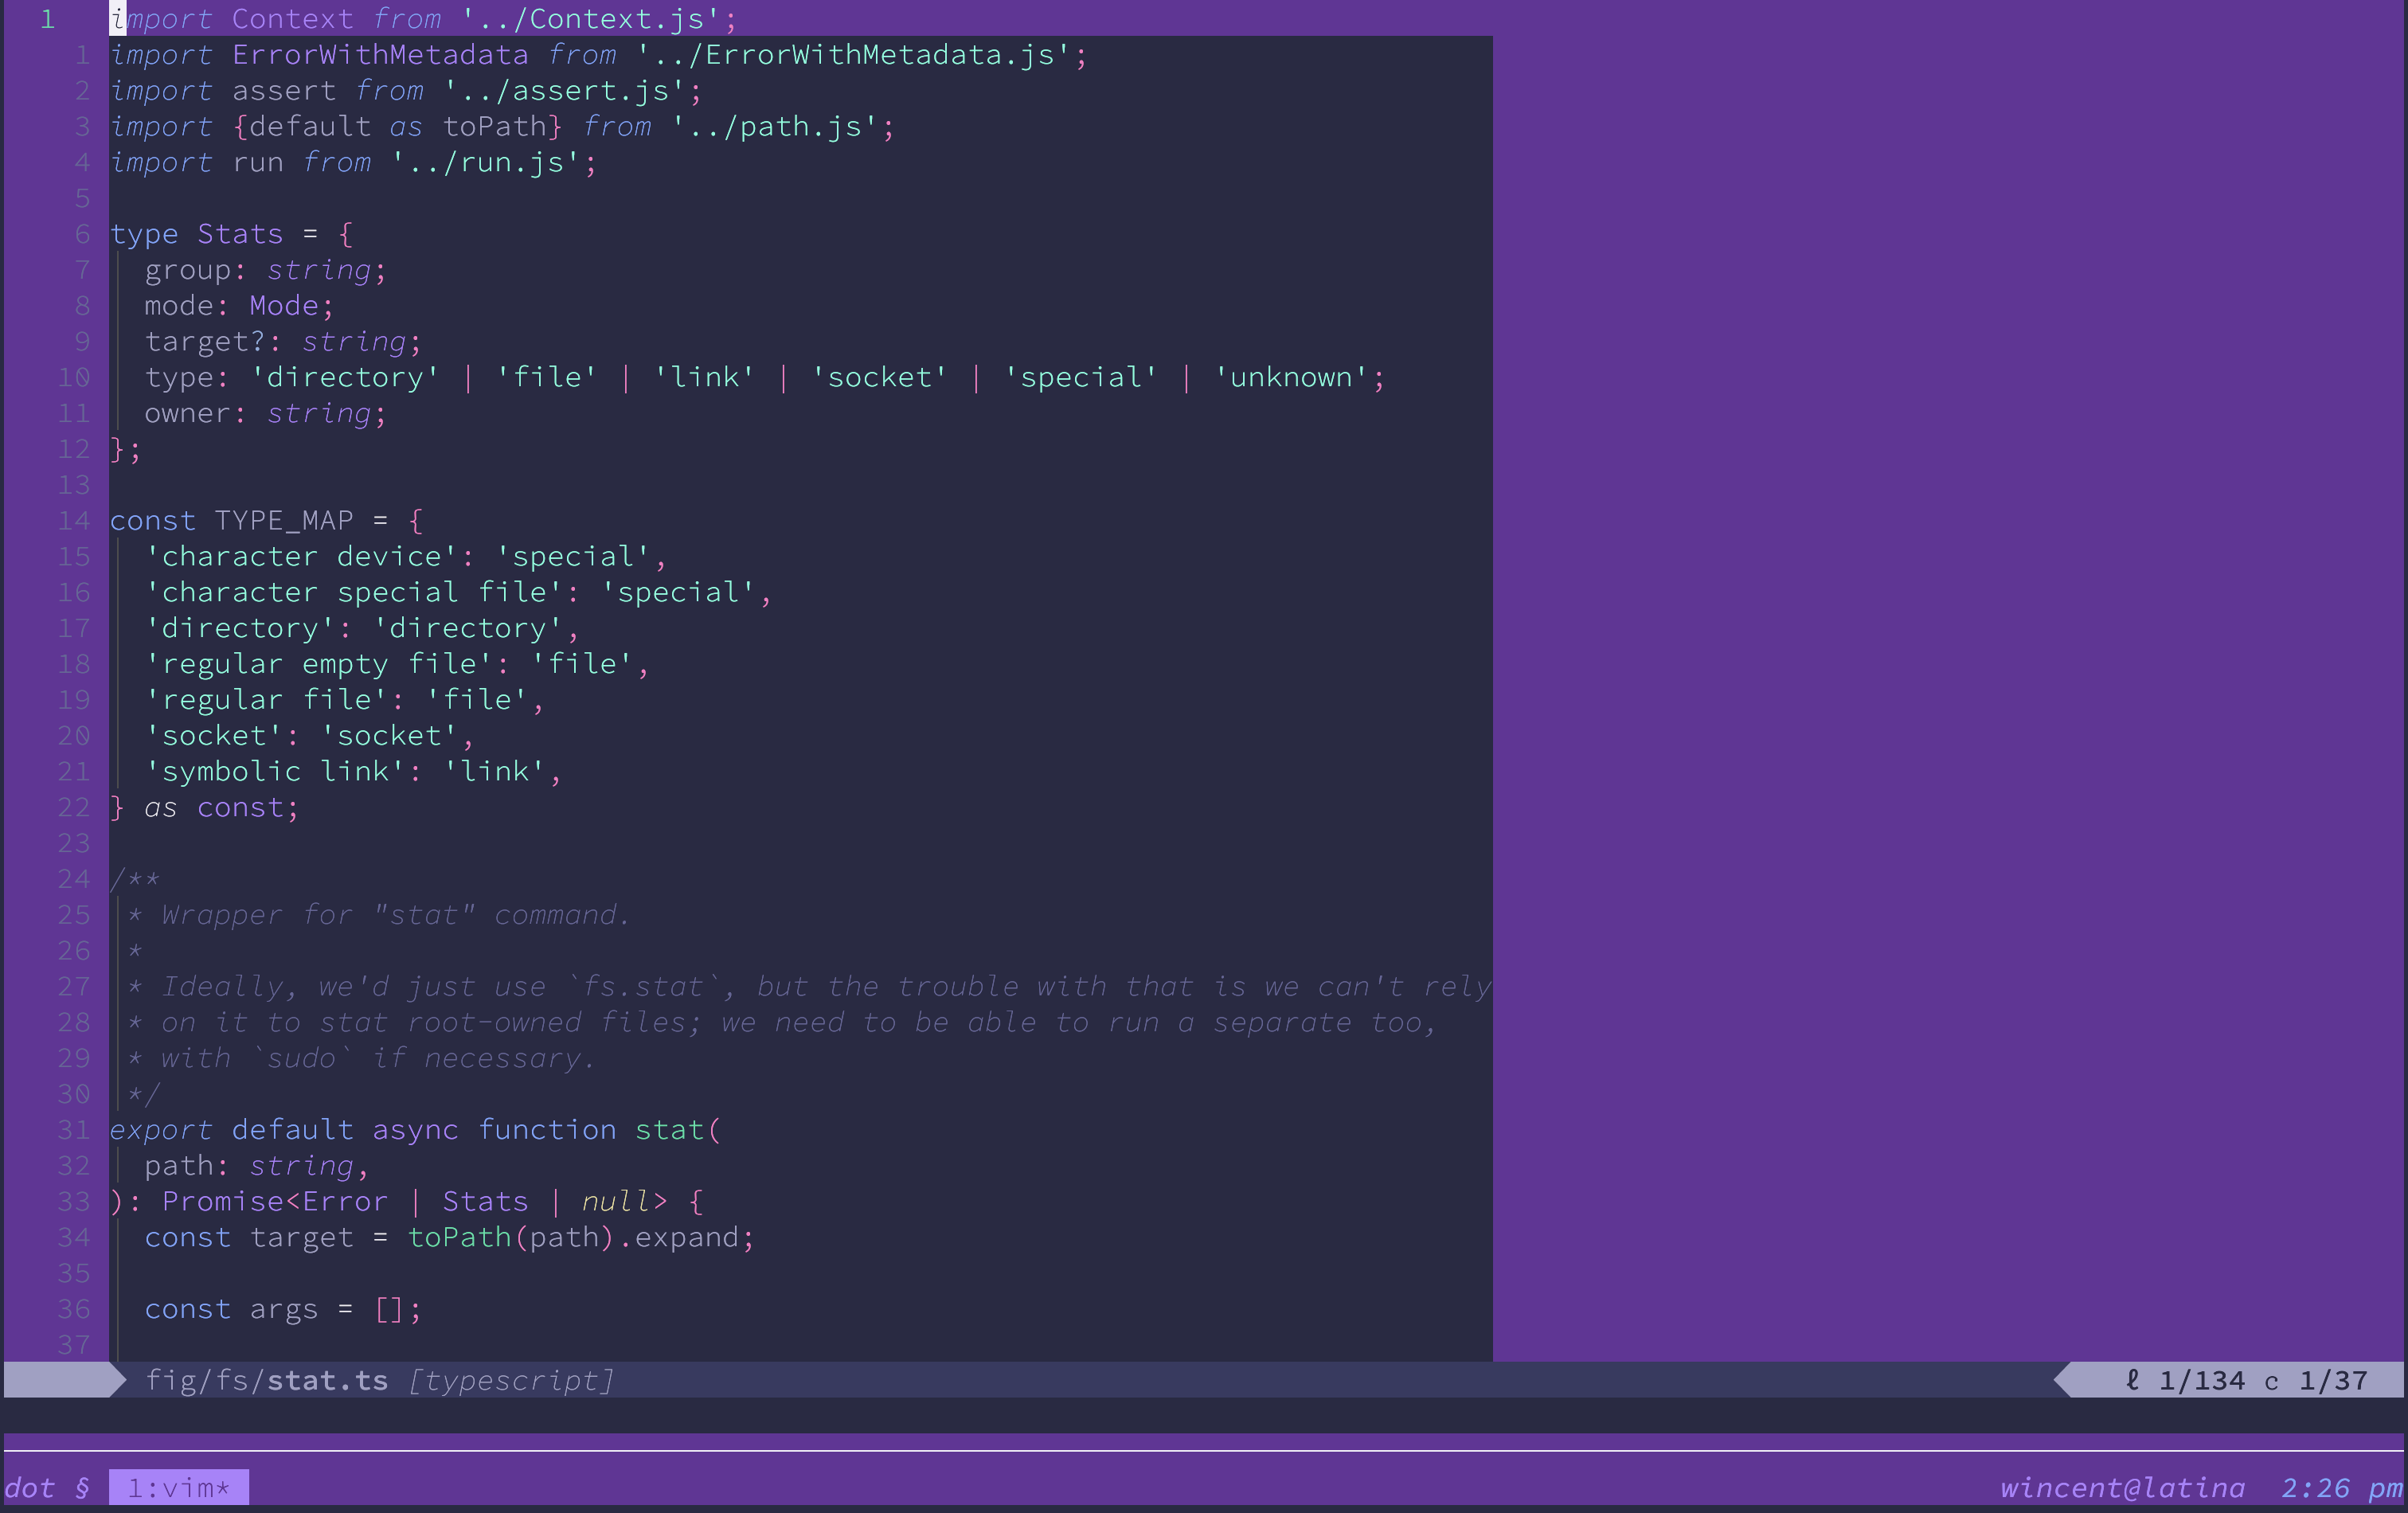 1 import Context from '../Context.js';
1 import ErrorWithMetadata from '../ErrorWithMetadata.js';
2 import assert from '../assert.js';
3 import {default as toPath} from '../path.js';
4 import run from '../run.js';
5
6 type Stats = {
7   group: string;
8   mode: Mode;
9   target?: string;
10   type: 'directory' | 'file' | 'link' | 'socket' | 'special' | 'unknown';
11   owner: string;
12 };
13
14 const TYPE_MAP = {
15   'character device': 'special',
16   'character special file': 'special',
17   'directory': 'directory',
18   'regular empty file': 'file',
19   'regular file': 'file',
20   'socket': 'socket',
21   'symbolic link': 'link',
22 } as const;
23
24 /**
25  * Wrapper for "stat" command.
26  *
27  * Ideally, we'd just use `fs.stat`, but the trouble with that is we can't rely
28  * on it to stat root-owned files; we need to be able to run a separate too,
29  * with `sudo` if necessary.
30  */
31 export default async function stat(
32   path: string,
33 ): Promise<Error | Stats | null> {
34   const target = toPath(path).expand;
35
36   const args = [];
37
fig/fs/stat.ts [typescript] ℓ 1/134 c 1/37
dot § 1:vim* wincent@latina 2:26 pm